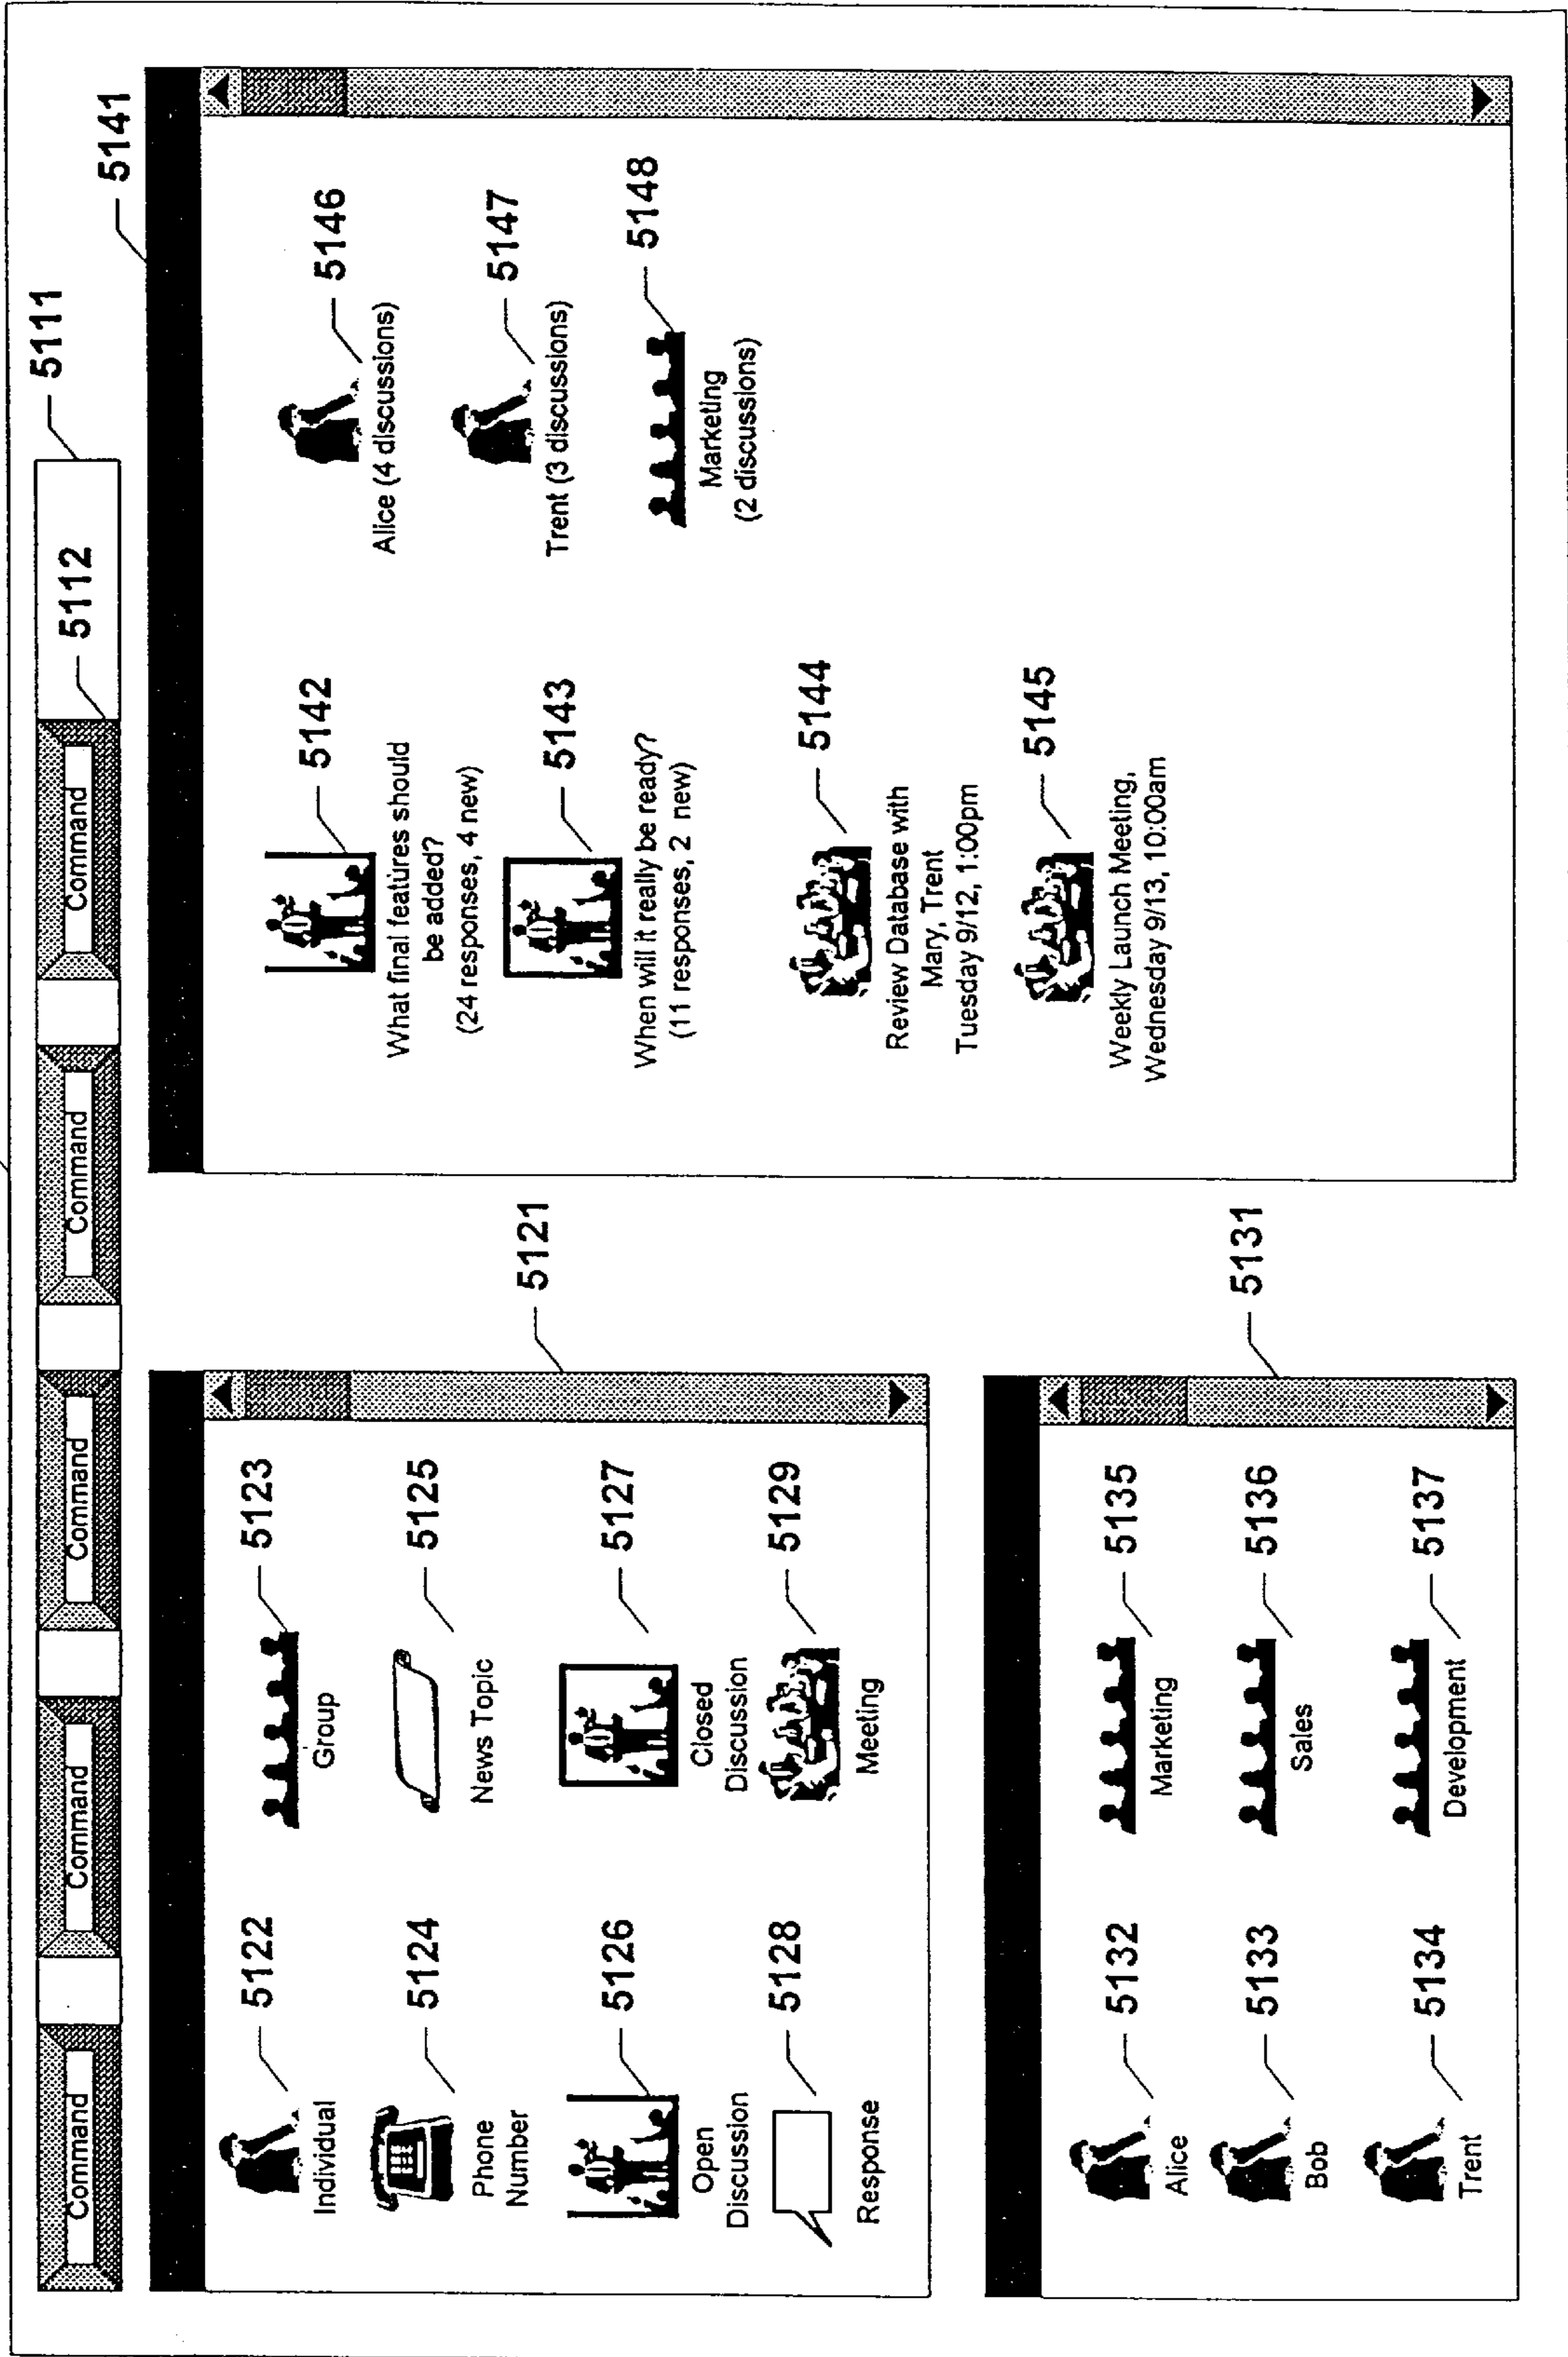 5111
Command
Command
Command
Command
Command
5112
5141
5122
Individual
5123
Group
5124
Phone
Number
5125
News Topic
5126
Open
Discussion
5127
Closed
Discussion
5128
Response
5129
Meeting
5121
5132
Alice
5135
Marketing
5133
Bob
5136
Sales
5134
Trent
5137
Development
5131
5142
What final features should
be added?
(24 responses, 4 new)
5143
When will it really be ready?
(11 responses, 2 new)
5144
Review Database with
Mary, Trent
Tuesday 9/12, 1:00pm
5145
Weekly Launch Meeting,
Wednesday 9/13, 10:00am
5146
Alice (4 discussions)
5147
Trent (3 discussions)
5148
Marketing
(2 discussions)